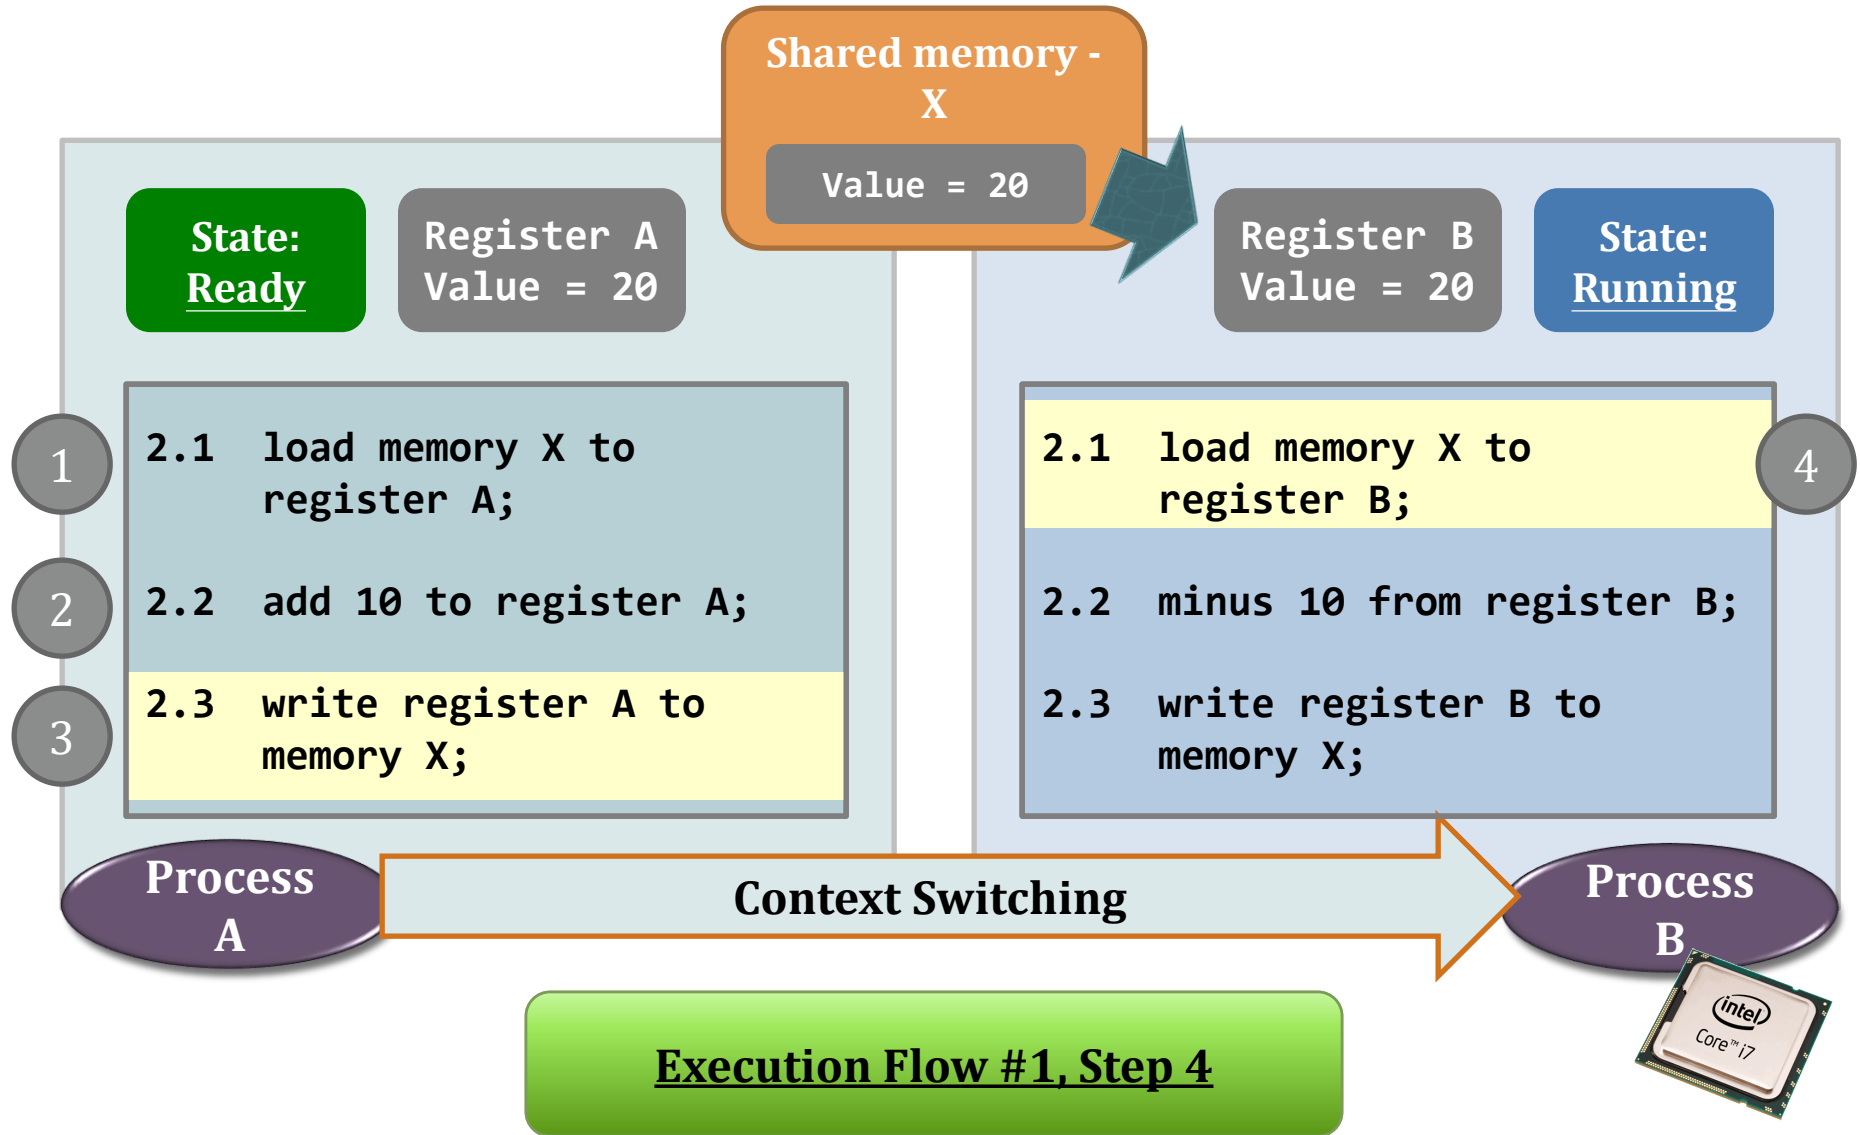 Shared memory -
X
Value = 20
State:
Ready
Register A
Value = 20
Register B
Value = 20
State:
Running
1
2.1 load memory X to
register A;
2
2.2 add 10 to register A;
3
2.3 write register A to
memory X;
2.1 load memory X to
register B;
4
2.2 minus 10 from register B;
2.3 write register B to
memory X;
Process
A
Context Switching
Process
B
intel
Core™ i7
Execution Flow #1, Step 4